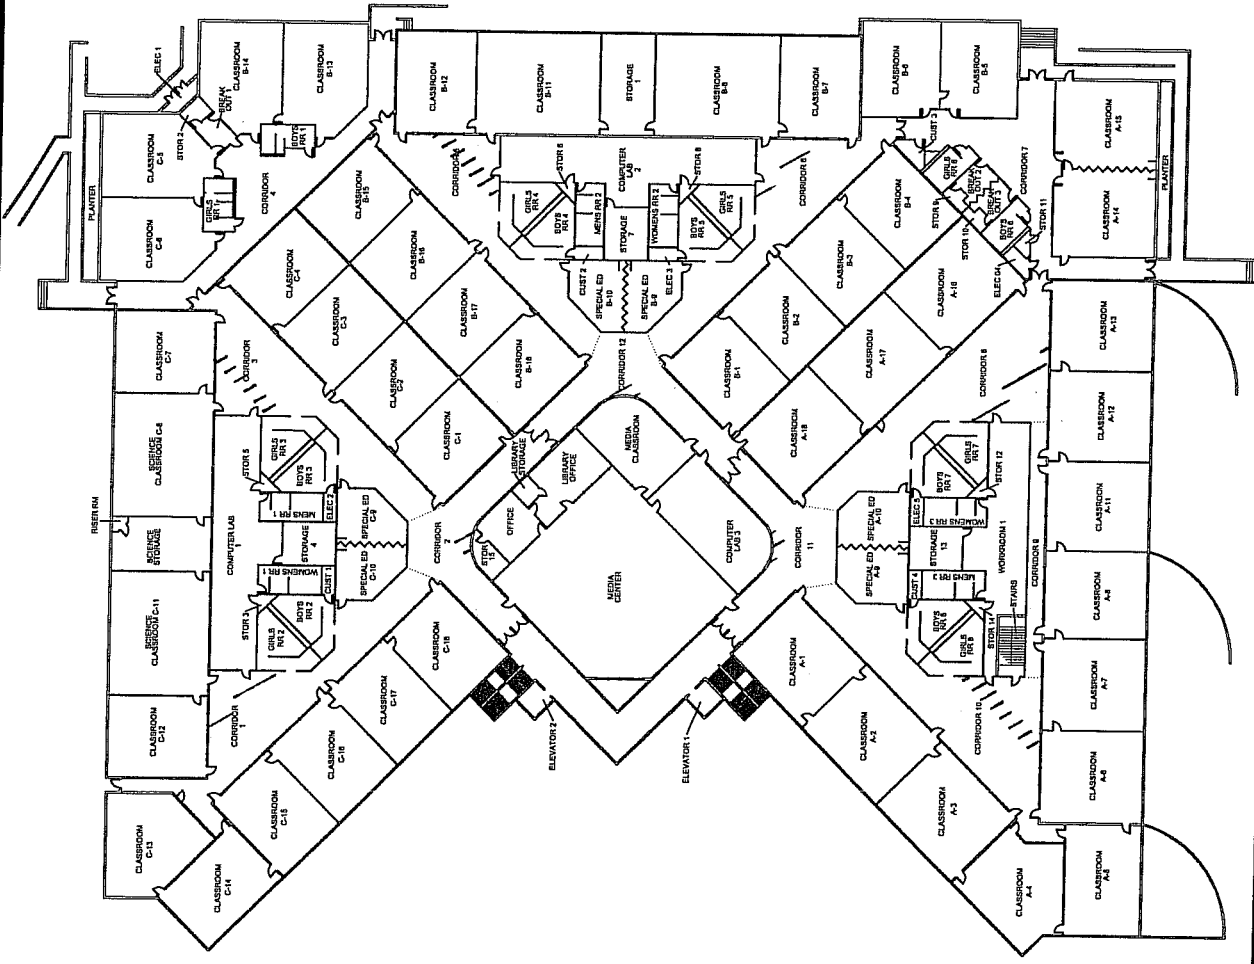 ELEC 1
CLASSROOM
B-14
CLASSROOM
B-13
BREAK
OUT 1
STOR 2
BOYS
RR 1
CLASSROOM
B-12
CLASSROOM
B-11
STORAGE
1
CLASSROOM
B-8
CLASSROOM
B-7
CLASSROOM
B-6
CLASSROOM
B-5
PLANTER
CLASSROOM
C-5
CLASSROOM
C-6
GIRLS
RR 1
CORRIDOR
4
CLASSROOM
B-15
CORRIDOR 5
STOR 6
COMPUTER
LAB
2
STOR 8
CORRIDOR 6
CUST 3
GIRLS
RR 6
BREAK
OUT 2
BREAK
OUT 3
CORRIDOR 7
CLASSROOM
A-15
CLASSROOM
A-14
PLANTER
GIRLS
RR 4
BOYS
RR 4
MENS RR 2
STORAGE
7
WOMENS RR 2
BOYS
RR 5
GIRLS
RR 5
CLASSROOM
B-4
STOR 9
STOR 10
BOYS
RR 6
STOR 11
ELEC 04
CLASSROOM
C-4
CLASSROOM
B-16
CUST 2
SPECIAL ED
B-10
SPECIAL ED
B-9
ELEC 3
CLASSROOM
B-3
CLASSROOM
A-16
CLASSROOM
C-7
CORRIDOR
3
CLASSROOM
C-3
CLASSROOM
B-17
CLASSROOM
B-2
CLASSROOM
A-17
CORRIDOR 8
CLASSROOM
A-13
CLASSROOM
C-2
CLASSROOM
B-18
CORRIDOR 12
CLASSROOM
B-1
CLASSROOM
A-18
CLASSROOM
A-12
SCIENCE
CLASSROOM C-8
STOR 5
GIRLS
RR 3
BOYS
RR 3
CLASSROOM
C-1
LIBRARY
STORAGE
LIBRARY
OFFICE
MEDIA
CLASSROOM
BOYS
RR 7
GIRLS
RR 7
STOR 12
CLASSROOM
A-11
RISER RM
SCIENCE
STORAGE
COMPUTER LAB
1
MENS RR 1
ELEC 2
STORAGE
4
SPECIAL ED
C-9
SPECIAL ED
C-10
CORRIDOR
2
OFFICE
STOR
15
COMPUTER
LAB 3
CORRIDOR
11
SPECIAL ED
A-10
SPECIAL ED
A-9
ELEC 5
WOMENS RR 3
STORAGE
13
WORKROOM 1
CORRIDOR 9
WOMENS RR 1
CUST 1
MEDIA
CENTER
CUST 4
MENS RR 3
STAIRS
CLASSROOM
A-8
SCIENCE
CLASSROOM C-11
STOR 3
BOYS
RR 2
GIRLS
RR 2
CLASSROOM
C-18
CLASSROOM
A-1
BOYS
RR 8
GIRLS
RR 8
STOR 14
CLASSROOM
A-7
CLASSROOM
C-12
CORRIDOR
1
CLASSROOM
C-17
CLASSROOM
C-16
ELEVATOR 2
ELEVATOR 1
CLASSROOM
A-2
CORRIDOR 10
CLASSROOM
A-6
CLASSROOM
C-13
CLASSROOM
C-15
CLASSROOM
A-3
CLASSROOM
C-14
CLASSROOM
A-4
CLASSROOM
A-5